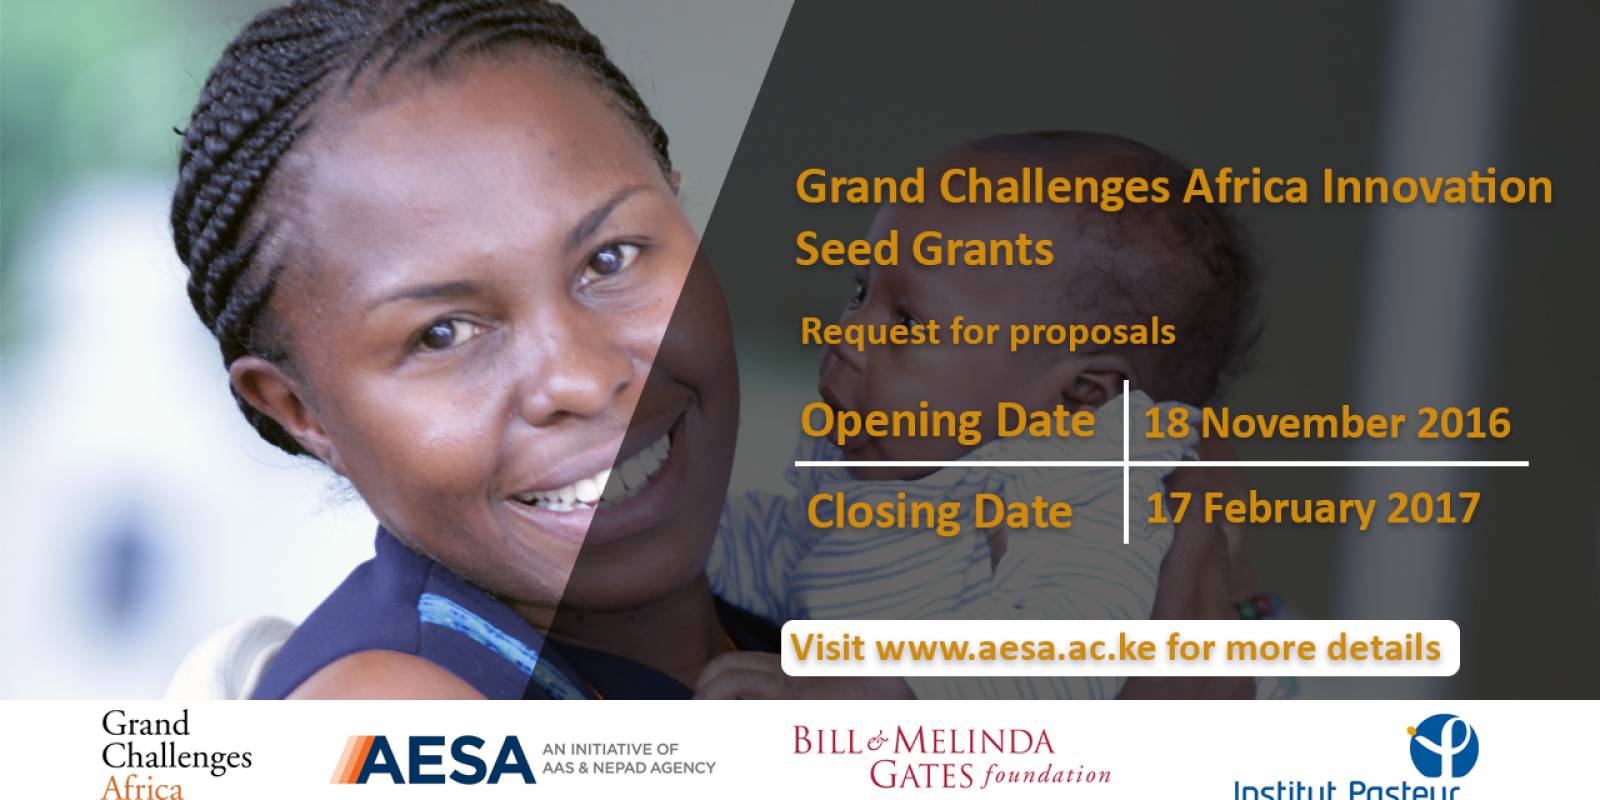 Grand Challenges Africa Innovation
Seed Grants
Request for proposals
Opening Date 18 November 2016
Closing Date 17 February 2017
Visit www.aesa.ac.ke for more details
Grand
Challenges
Africa
AESA
AN INITIATIVE OF
AAS & NEPAD AGENCY
BILL & MELINDA
GATES foundation
Institut Pasteur